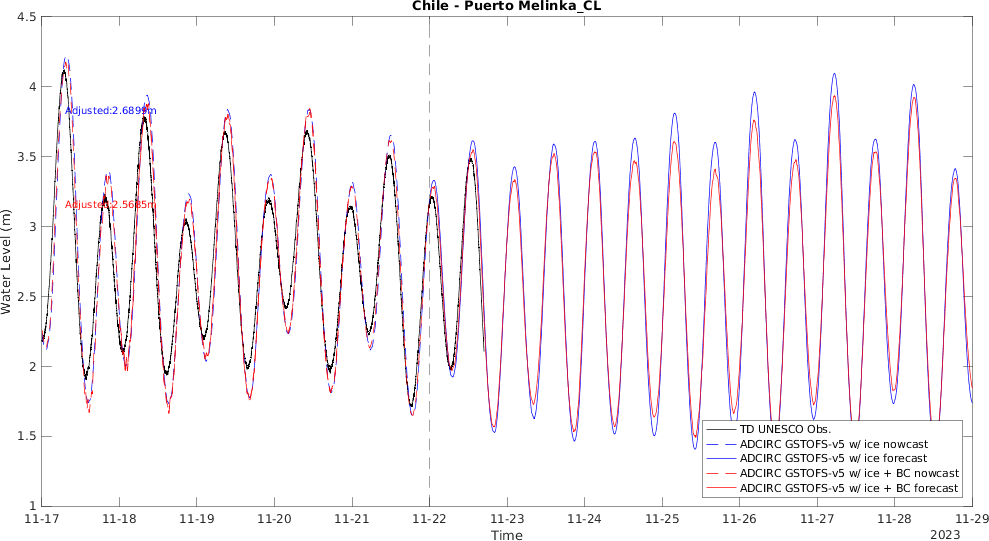 Chile - Puerto Melinka_CL
4.5
4
3.5
3
2.5
2
1.5
1
Water Level (m)
Adjusted:2.6899m
Adjusted:2.5685m
TD UNESCO Obs.
ADCIRC GSTOFS-v5 w/ ice nowcast
ADCIRC GSTOFS-v5 w/ ice forecast
ADCIRC GSTOFS-v5 w/ ice + BC nowcast
ADCIRC GSTOFS-v5 w/ ice + BC forecast
11-17 11-18 11-19 11-20 11-21 11-22 11-23 11-24 11-25 11-26 11-27 11-28 11-29
Time
2023